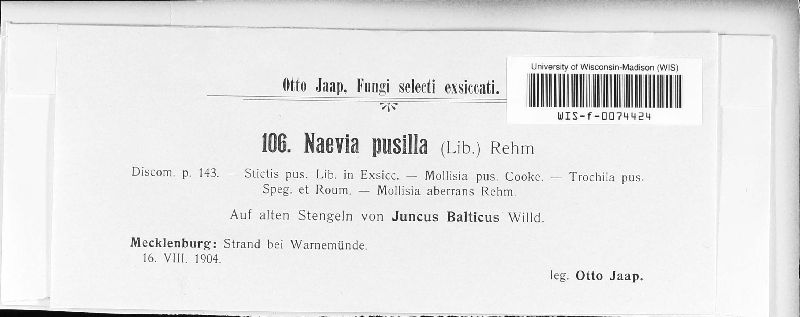 University of Wisconsin-Madison (WIS)
WIS-f-0074424
Otto Jaap, Fungi selecti exsiccati.
106. Naevia pusilla (Lib.) Rehm
Discom. p. 143. Stictis pus. Lib. in Exsicc. — Mollisia pus. Cooke. — Trochila pus.
Speg. et Roum. — Mollisia aberrans Rehm.
Auf alten Stengeln von Juncus Balticus Willd.
Mecklenburg: Strand bei Warnemünde.
16. VIII. 1904.
leg. Otto Jaap.